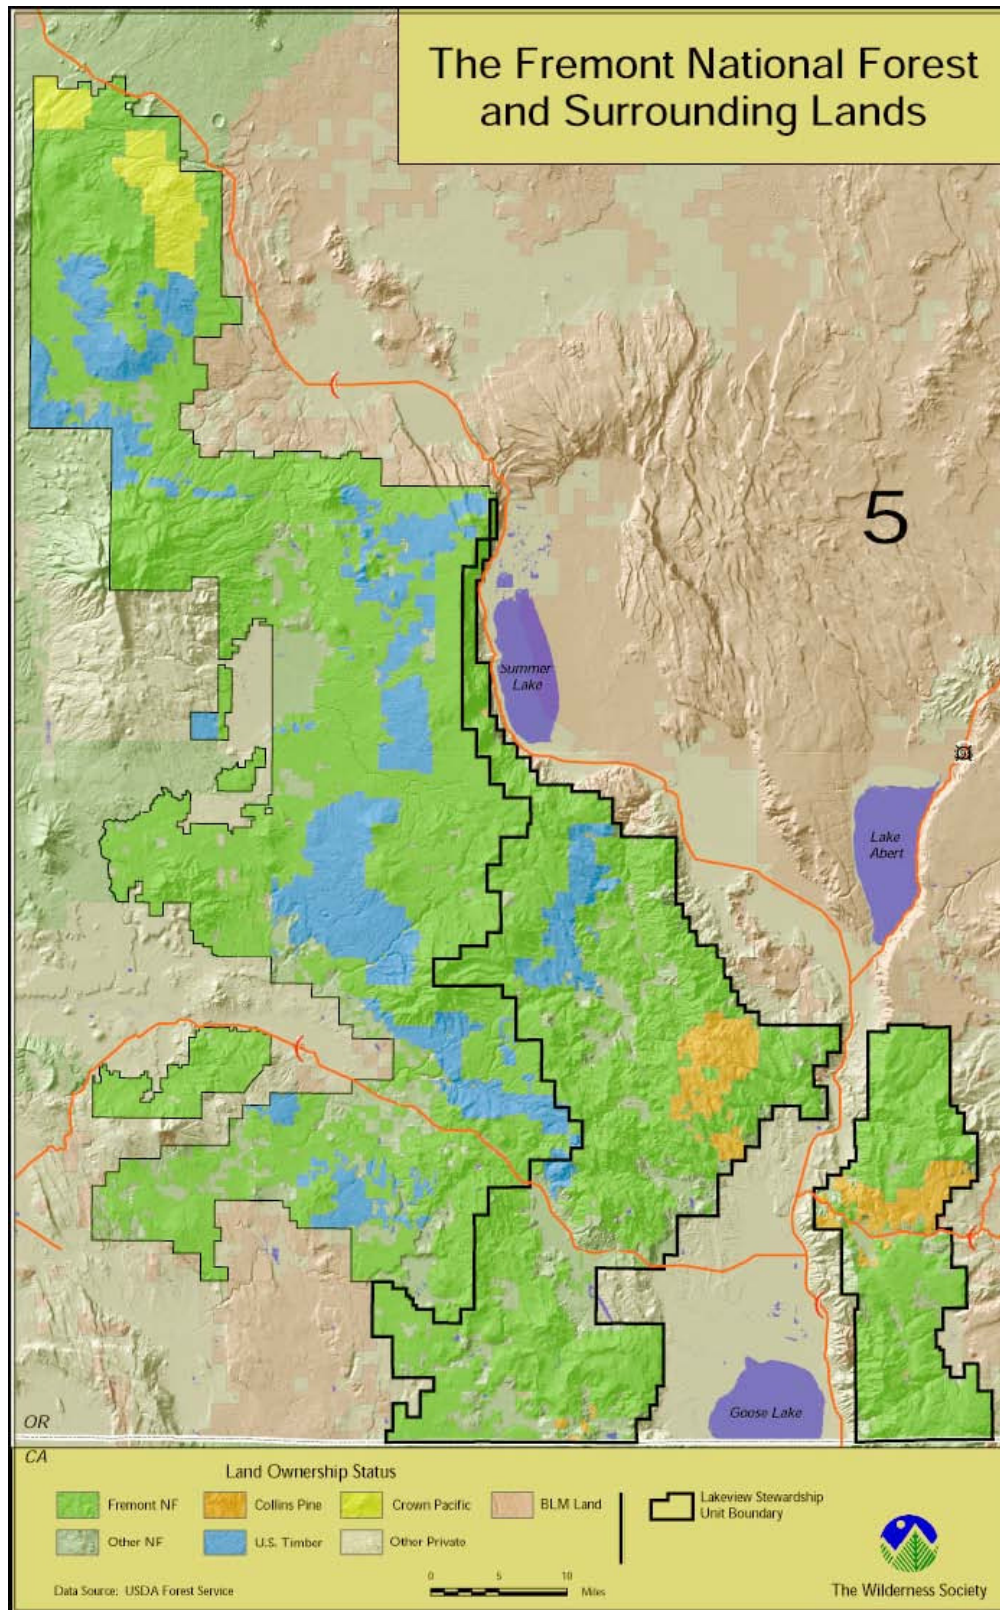 The Fremont National Forest
and Surrounding Lands
5
Summer
Lake
Lake
Abert
Goose Lake
OR
CA
Land Ownership Status
Fremont NF
Collins Pine
Crown Pacific
BLM Land
Lakeview Stewardship
Unit Boundary
Other NF
U.S. Timber
Other Private
Data Source: USDA Forest Service
0 5 10
Miles
The Wilderness Society